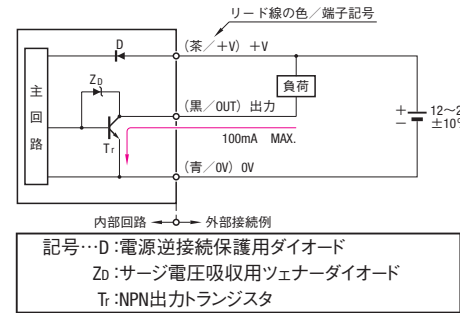 リード線の色／端子記号
D
(茶／+V) +V
ZD
主回路
負荷
(黒／OUT) 出力
+
−
12〜2
±10%
100mA MAX.
Tr
(青／0V) 0V
内部回路
外部接続例
記号…D：電源逆接続保護用ダイオード
ZD：サージ電圧吸収用ツェナーダイオード
Tr：NPN出力トランジスタ